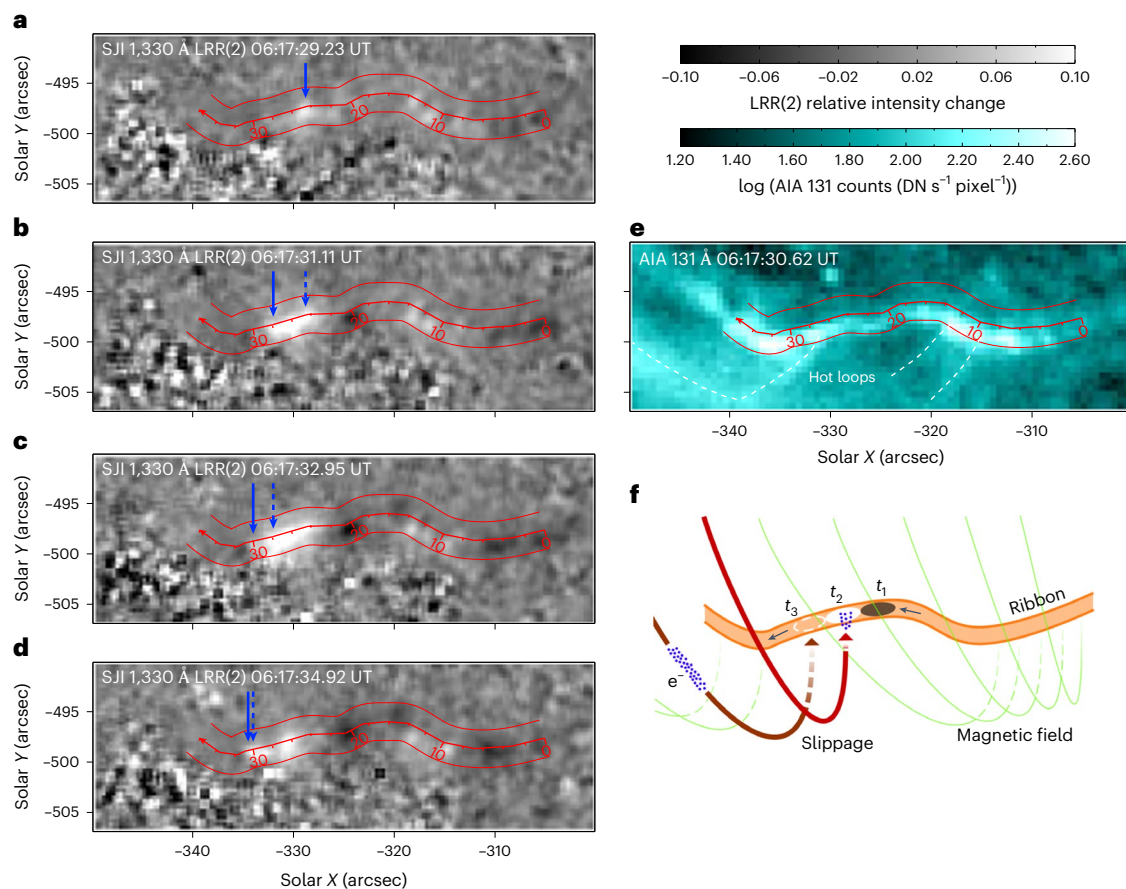 a
SJI 1,330 Å LRR(2) 06:17:29.23 UT
Solar Y (arcsec)
−495
−500
−505
30
20
10
0
−0.10 −0.06 −0.02 0.02 0.06 0.10
LRR(2) relative intensity change
1.20 1.40 1.60 1.80 2.00 2.20 2.40 2.60
log (AIA 131 counts (DN s⁻¹ pixel⁻¹))
b
SJI 1,330 Å LRR(2) 06:17:31.11 UT
Solar Y (arcsec)
−495
−500
−505
30
20
10
0
e
AIA 131 Å 06:17:30.62 UT
30
20
10
0
Hot loops
−340 −330 −320 −310
Solar X (arcsec)
c
SJI 1,330 Å LRR(2) 06:17:32.95 UT
Solar Y (arcsec)
−495
−500
−505
30
20
10
0
d
SJI 1,330 Å LRR(2) 06:17:34.92 UT
Solar Y (arcsec)
−495
−500
−505
30
20
10
0
−340 −330 −320 −310
Solar X (arcsec)
f
t₃
t₂
t₁
Ribbon
e⁻
Slippage
Magnetic field